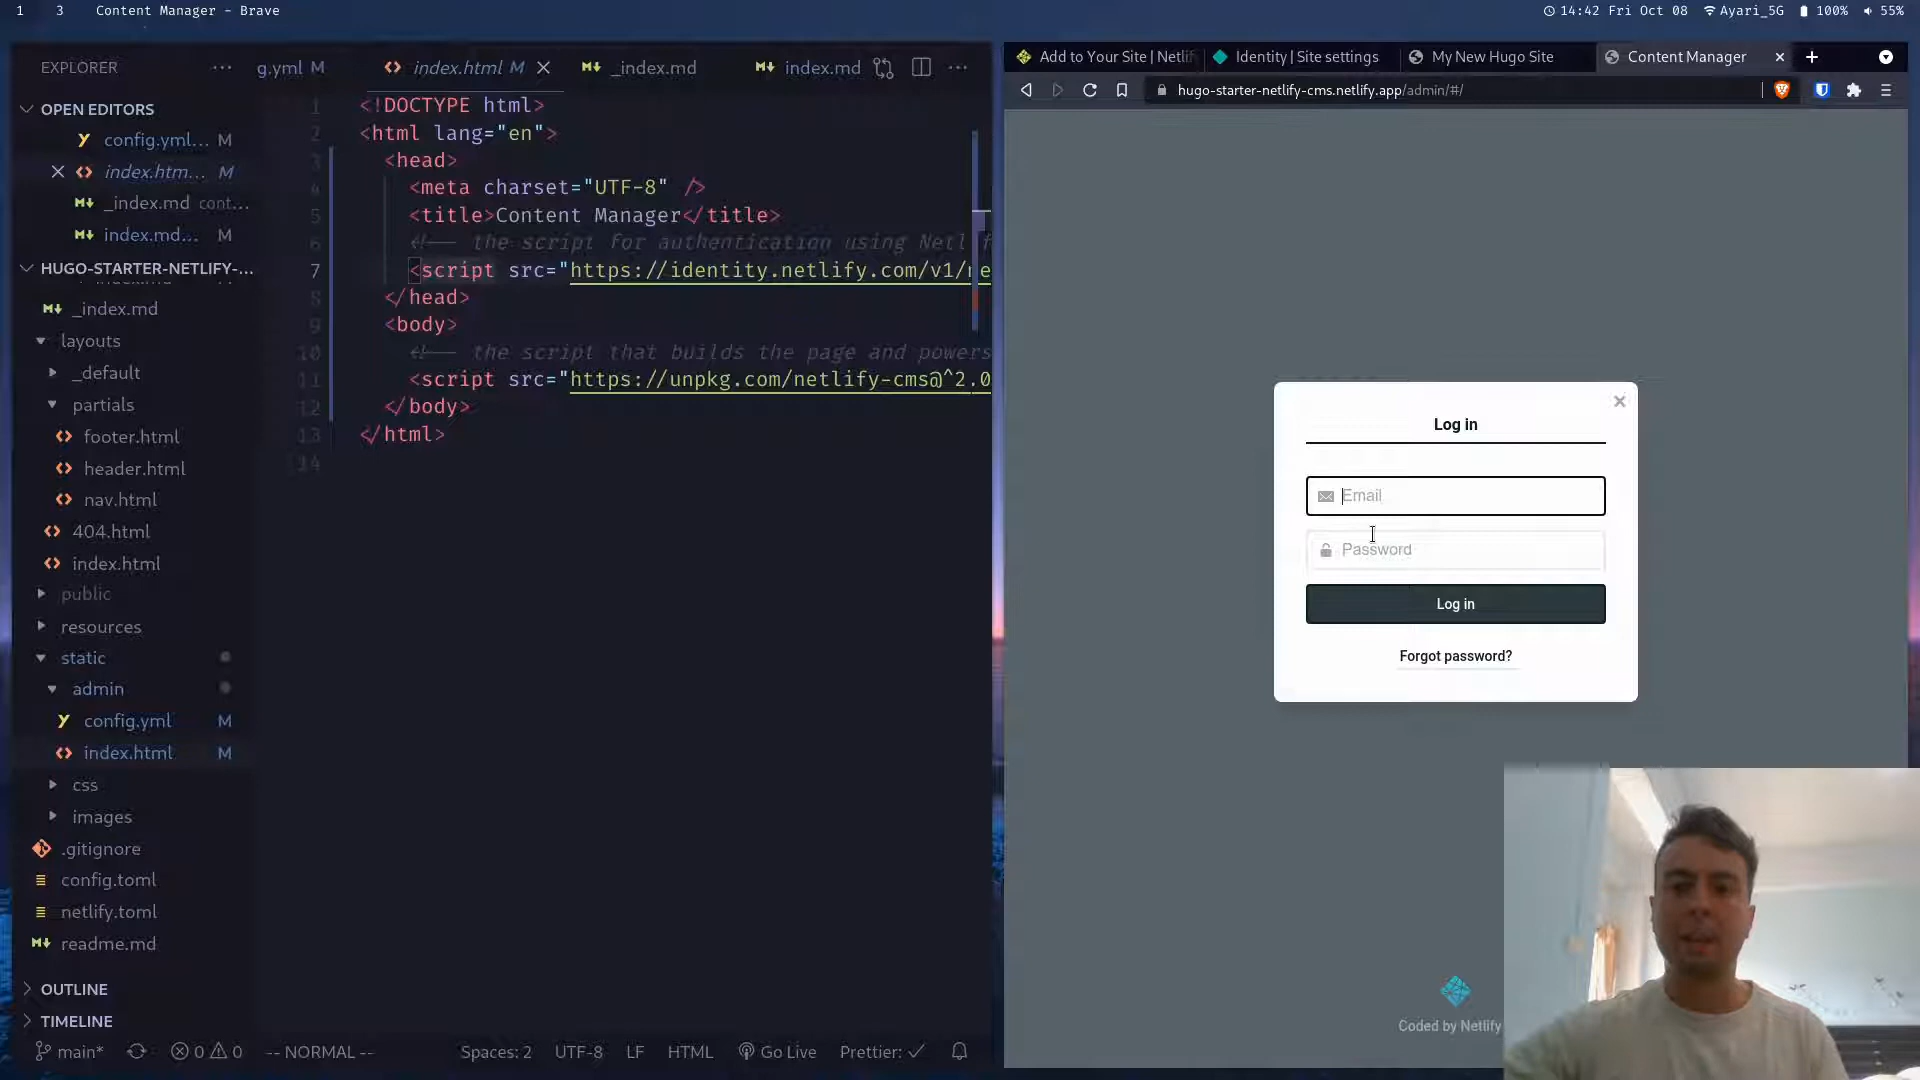 1 3 Content Manager - Brave
14:42 Fri Oct 08 Ayari_5G 100% 55%
EXPLORER ···
OPEN EDITORS
config.yml... M
index.htm... M
_index.md cont...
index.md... M
HUGO-STARTER-NETLIFY-...
_index.md
layouts
_default
partials
footer.html
header.html
nav.html
404.html
index.html
public
resources
static
admin
config.yml M
index.html M
css
images
.gitignore
config.toml
netlify.toml
readme.md
OUTLINE
TIMELINE
g.yml M index.html M _index.md index.md ···
1 <!DOCTYPE html>
2 <html lang="en">
3 <head>
4 <meta charset="UTF-8" />
5 <title>Content Manager</title>
6 <!-- the script for authentication using Netl f
7 <script src="https://identity.netlify.com/v1/ne
8 </head>
9 <body>
10 <!-- the script that builds the page and powers
11 <script src="https://unpkg.com/netlify-cms@^2.0
12 </body>
13 </html>
14
main* 0 0 -- NORMAL -- Spaces: 2 UTF-8 LF HTML Go Live Prettier: ✓
Add to Your Site | Netlif Identity | Site settings My New Hugo Site Content Manager
hugo-starter-netlify-cms.netlify.app/admin/#/
Log in
Email
Password
Log in
Forgot password?
Coded by Netlify